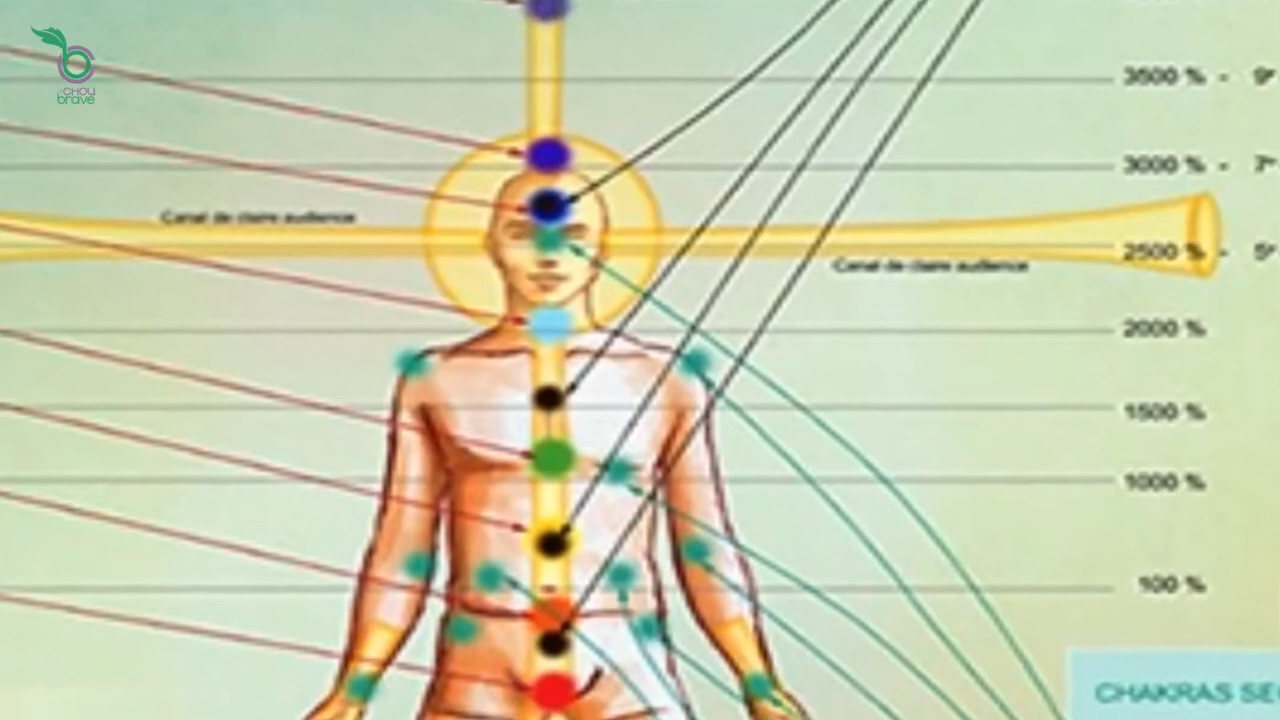 CHOU
brave
3500 % - 9e
3000 % - 7e
Canal de claire audience
2500 % - 5e
Canal de claire audience
2000 %
1500 %
1000 %
100 %
CHAKRAS SE